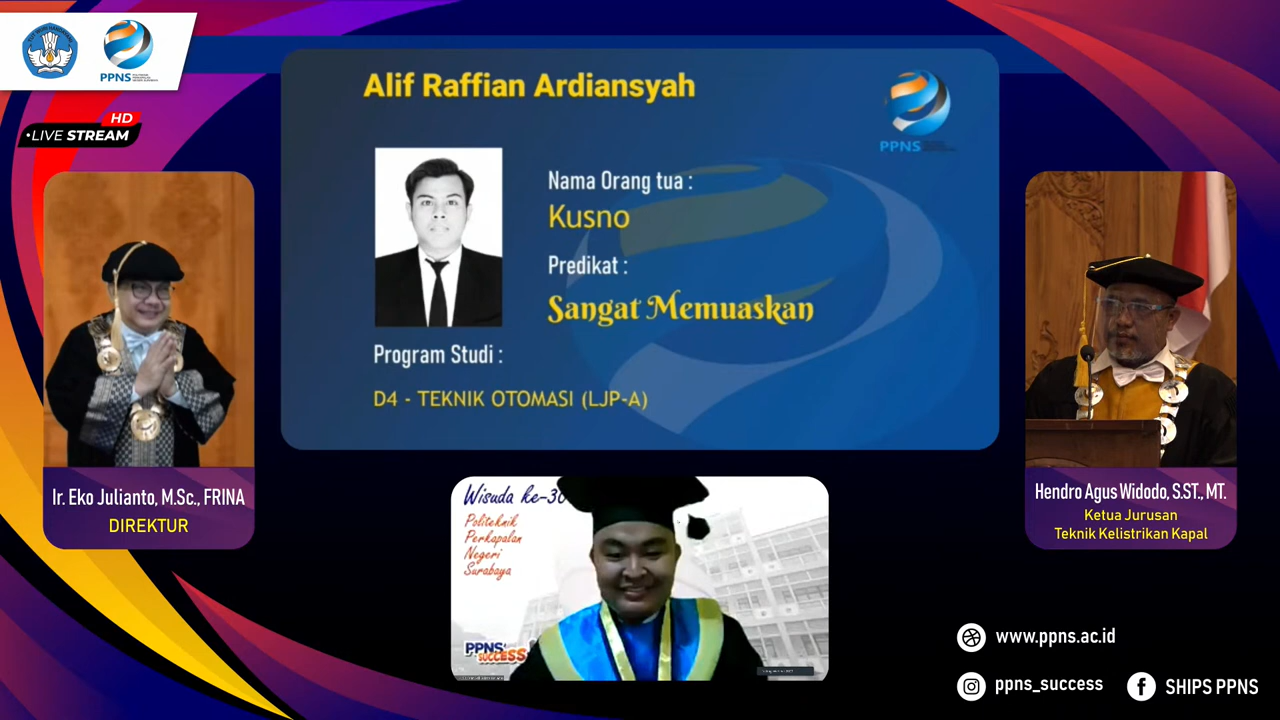 PPNS
HD
•LIVE STREAM
Alif Raffian Ardiansyah
PPNS
Nama Orang tua :
Kusno
Predikat :
Sangat Memuaskan
Program Studi :
D4 - TEKNIK OTOMASI (LJP-A)
Ir. Eko Julianto, M.Sc., FRINA
DIREKTUR
Hendro Agus Widodo, S.ST., MT.
Ketua Jurusan
Teknik Kelistrikan Kapal
Wisuda ke-30
Politeknik
Perkapalan
Negeri
Surabaya
PPNS
SUCCESS
www.ppns.ac.id
ppns_success
SHIPS PPNS